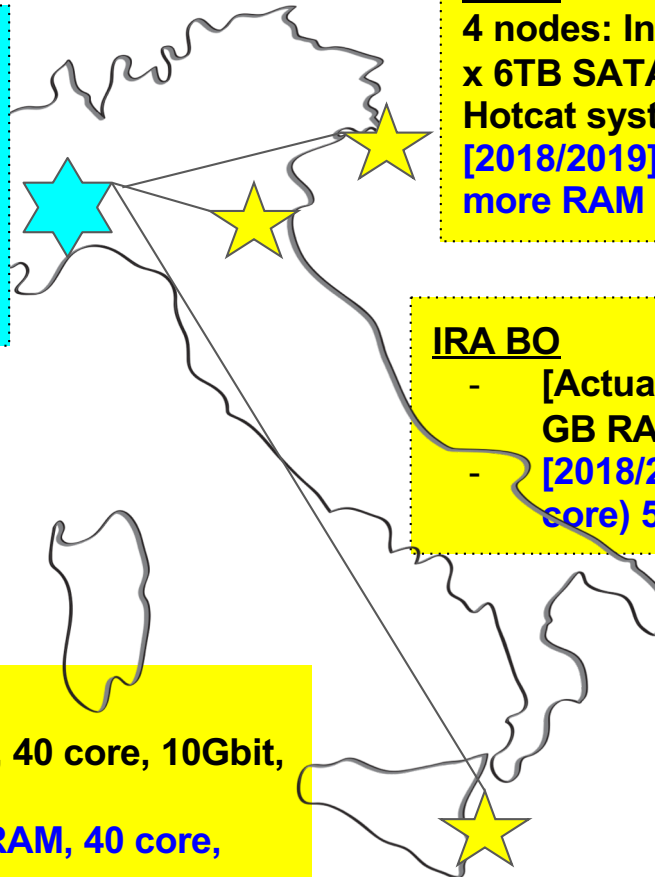 4 nodes: In
x 6TB SATA
Hotcat syst
[2018/2019]
more RAM
IRA BO
- [Actua
GB RA
- [2018/2
core) 5
, 40 core, 10Gbit,
RAM, 40 core,